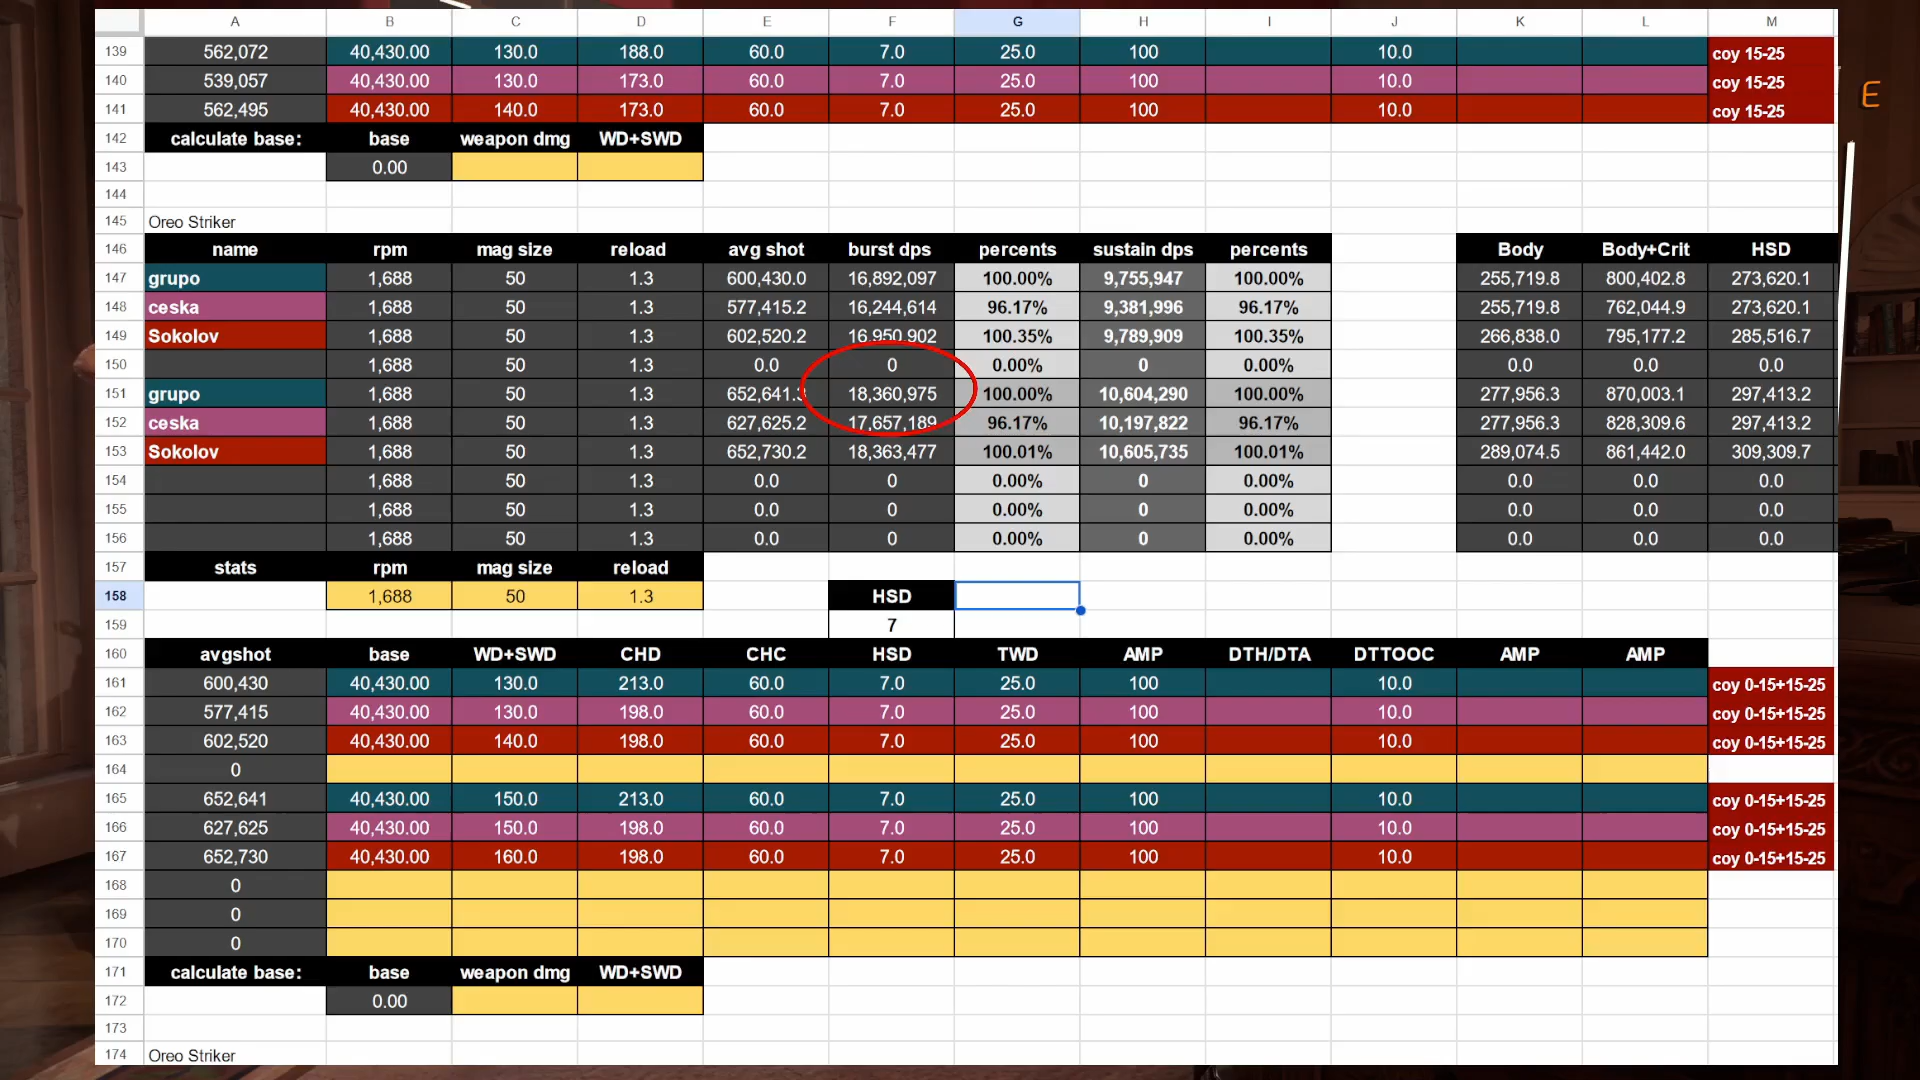 A B C D E F G H I J K L M
139 562,072 40,430.00 130.0 188.0 60.0 7.0 25.0 100 10.0 coy 15-25
140 539,057 40,430.00 130.0 173.0 60.0 7.0 25.0 100 10.0 coy 15-25
141 562,495 40,430.00 140.0 173.0 60.0 7.0 25.0 100 10.0 coy 15-25
142 calculate base: base weapon dmg WD+SWD
143 0.00
144
145 Oreo Striker
146 name rpm mag size reload avg shot burst dps percents sustain dps percents Body Body+Crit HSD
147 grupo 1,688 50 1.3 600,430.0 16,892,097 100.00% 9,755,947 100.00% 255,719.8 800,402.8 273,620.1
148 ceska 1,688 50 1.3 577,415.2 16,244,614 96.17% 9,381,996 96.17% 255,719.8 762,044.9 273,620.1
149 Sokolov 1,688 50 1.3 602,520.2 16,950,902 100.35% 9,789,909 100.35% 266,838.0 795,177.2 285,516.7
150 1,688 50 1.3 0.0 0 0.00% 0 0.00% 0.0 0.0 0.0
151 grupo 1,688 50 1.3 652,641.3 18,360,975 100.00% 10,604,290 100.00% 277,956.3 870,003.1 297,413.2
152 ceska 1,688 50 1.3 627,625.2 17,657,189 96.17% 10,197,822 96.17% 277,956.3 828,309.6 297,413.2
153 Sokolov 1,688 50 1.3 652,730.2 18,363,477 100.01% 10,605,735 100.01% 289,074.5 861,442.0 309,309.7
154 1,688 50 1.3 0.0 0 0.00% 0 0.00% 0.0 0.0 0.0
155 1,688 50 1.3 0.0 0 0.00% 0 0.00% 0.0 0.0 0.0
156 1,688 50 1.3 0.0 0 0.00% 0 0.00% 0.0 0.0 0.0
157 stats rpm mag size reload
158 1,688 50 1.3 HSD
159 7
160 avgshot base WD+SWD CHD CHC HSD TWD AMP DTH/DTA DTTOOC AMP AMP
161 600,430 40,430.00 130.0 213.0 60.0 7.0 25.0 100 10.0 coy 0-15+15-25
162 577,415 40,430.00 130.0 198.0 60.0 7.0 25.0 100 10.0 coy 0-15+15-25
163 602,520 40,430.00 140.0 198.0 60.0 7.0 25.0 100 10.0 coy 0-15+15-25
164 0
165 652,641 40,430.00 150.0 213.0 60.0 7.0 25.0 100 10.0 coy 0-15+15-25
166 627,625 40,430.00 150.0 198.0 60.0 7.0 25.0 100 10.0 coy 0-15+15-25
167 652,730 40,430.00 160.0 198.0 60.0 7.0 25.0 100 10.0 coy 0-15+15-25
168 0
169 0
170 0
171 calculate base: base weapon dmg WD+SWD
172 0.00
173
174 Oreo Striker
E